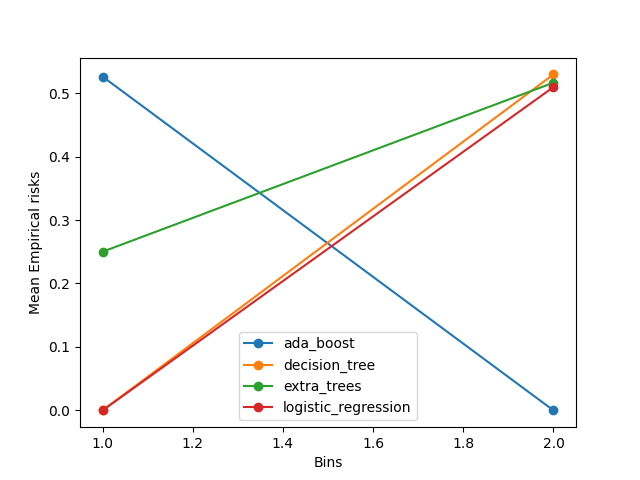 0.5
0.4
0.3
0.2
0.1
0.0
Mean Empirical risks
ada_boost
decision_tree
extra_trees
logistic_regression
1.0 1.2 1.4 1.6 1.8 2.0
Bins